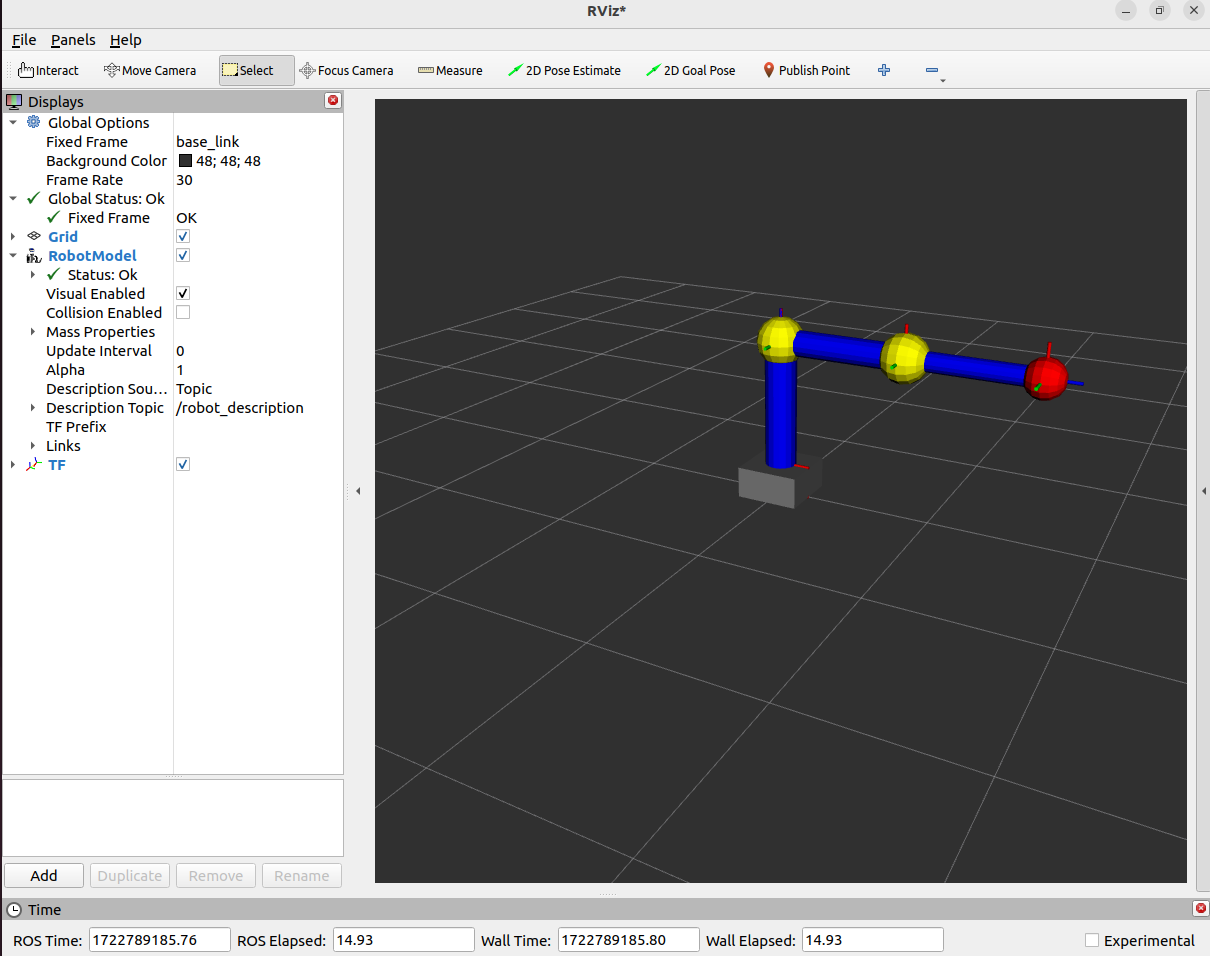 RViz*
File Panels Help
Interact Move Camera Select Focus Camera Measure 2D Pose Estimate 2D Goal Pose Publish Point
Displays
Global Options
Fixed Frame base_link
Background Color 48; 48; 48
Frame Rate 30
Global Status: Ok
Fixed Frame OK
Grid
RobotModel
Status: Ok
Visual Enabled
Collision Enabled
Mass Properties
Update Interval 0
Alpha 1
Description Sou... Topic
Description Topic /robot_description
TF Prefix
Links
TF
Add Duplicate Remove Rename
Time
ROS Time: 1722789185.76 ROS Elapsed: 14.93 Wall Time: 1722789185.80 Wall Elapsed: 14.93 Experimental